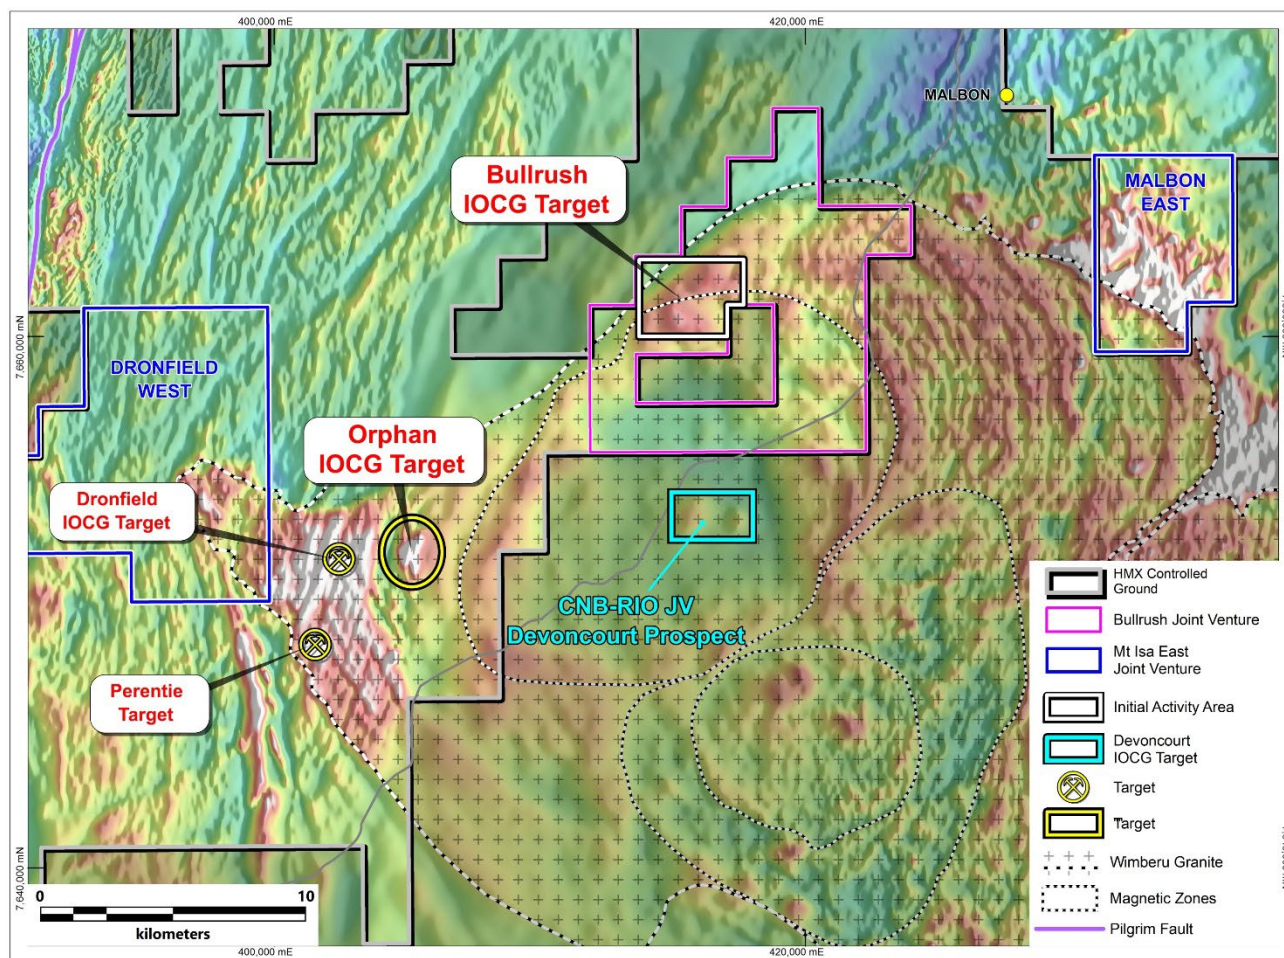 400,000 mE
420,000 mE
MALBON
Bullrush
IOCG Target
MALBON
EAST
7,660,000 mN
DRONFIELD
WEST
Orphan
IOCG Target
Dronfield
IOCG Target
CNB-RIO JV
Devoncourt Prospect
Perentie
Target
HMX Controlled
Ground
Bullrush Joint Venture
Mt Isa East
Joint Venture
Initial Activity Area
Devoncourt
IOCG Target
Target
Target
Wimberu Granite
Magnetic Zones
Pilgrim Fault
7,640,000 mN
0
10
kilometers
400,000 mE
420,000 mE